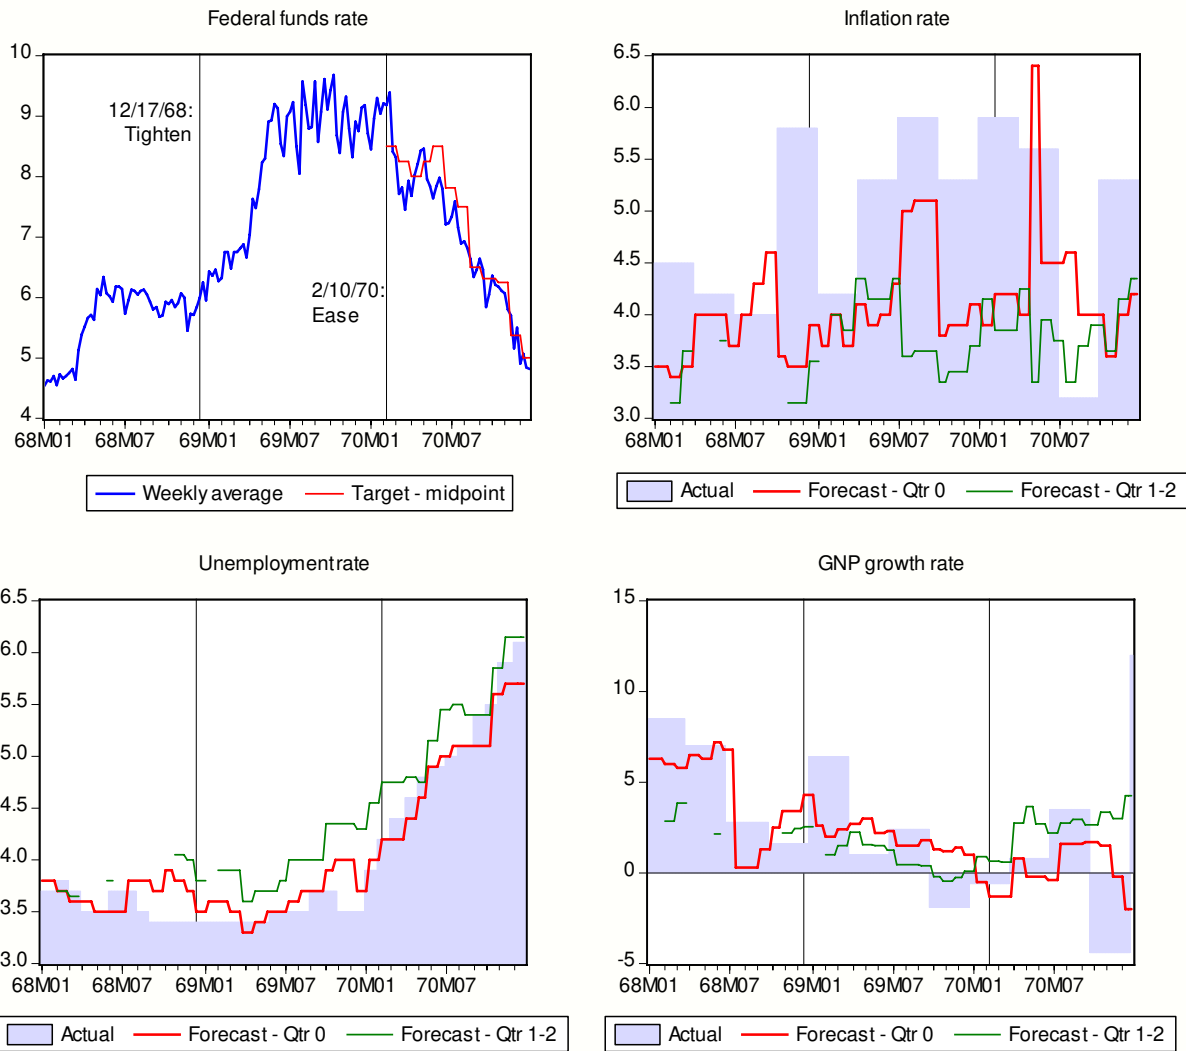 Federal funds rate
10
9
8
7
6
5
4
12/17/68:
Tighten
2/10/70:
Ease
68M01 68M07 69M01 69M07 70M01 70M07
Weekly average Target - midpoint
Inflation rate
6.5
6.0
5.5
5.0
4.5
4.0
3.5
3.0
68M01 68M07 69M01 69M07 70M01 70M07
Actual Forecast - Qtr 0 Forecast - Qtr 1-2
Unemployment rate
6.5
6.0
5.5
5.0
4.5
4.0
3.5
3.0
68M01 68M07 69M01 69M07 70M01 70M07
Actual Forecast - Qtr 0 Forecast - Qtr 1-2
GNP growth rate
15
10
5
0
-5
68M01 68M07 69M01 69M07 70M01 70M07
Actual Forecast - Qtr 0 Forecast - Qtr 1-2